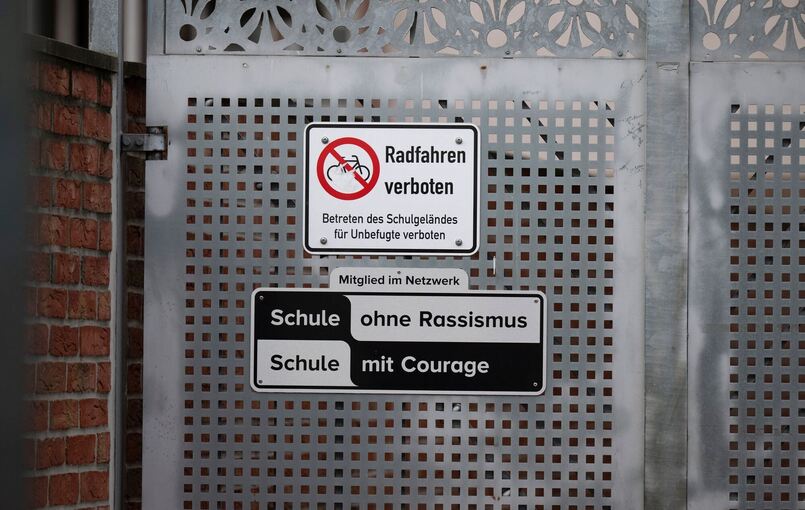 Radfahren
verboten
Betreten des Schulgeländes
für Unbefugte verboten
Mitglied im Netzwerk
Schule ohne Rassismus
Schule mit Courage